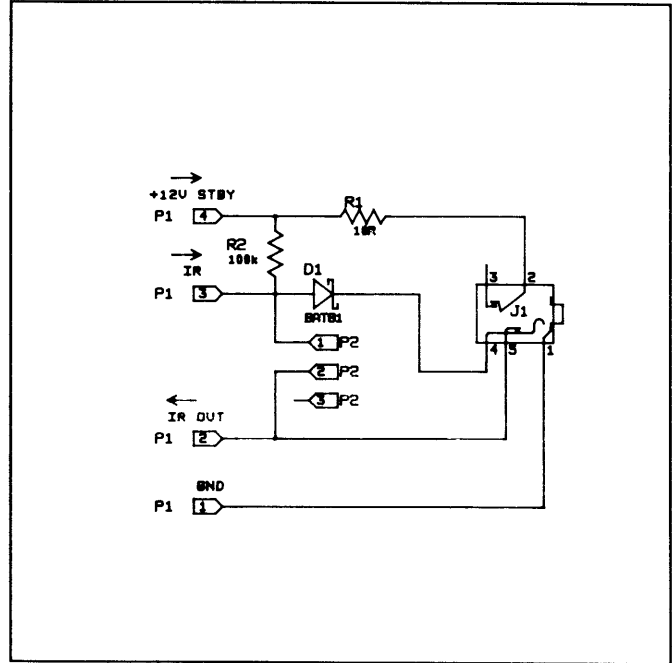 +12V STBY
P1 4
R1
10R
R2
100k
IR
P1 3
D1
BAT81
3 2
J1
4 5 1
1 P2
2 P2
3 P2
IR OUT
P1 2
GND
P1 1